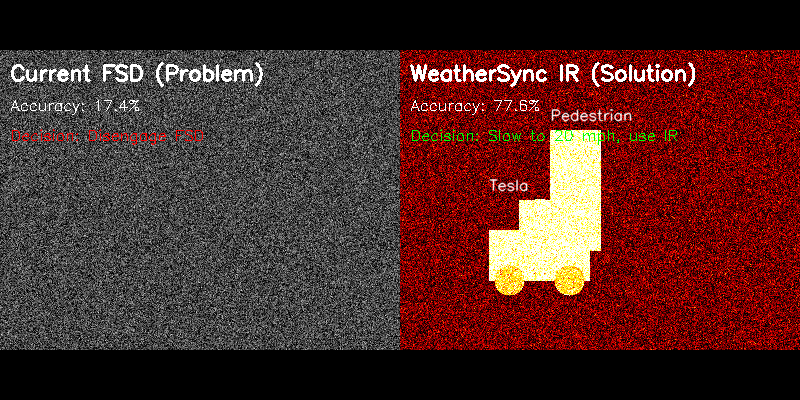 Current FSD (Problem)
Accuracy: 17.4%
Decision: Disengage FSD
WeatherSync IR (Solution)
Accuracy: 77.6%
Pedestrian
Decision: Slow to 20 mph, use IR
Tesla